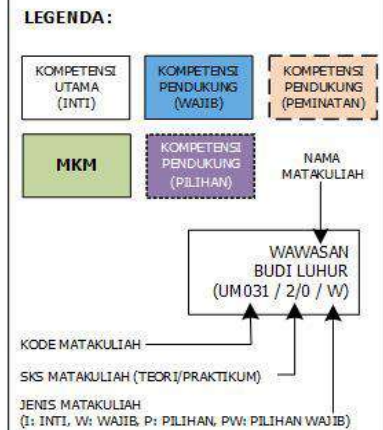 LEGENDA:
KOMPETENSI
UTAMA
(INTI)
KOMPETENSI
PENDUKUNG
(WAJIB)
KOMPETENSI
PENDUKUNG
(PEMINATAN)
MKM
KOMPETENSI
PENDUKUNG
(PILIHAN)
NAMA
MATAKULIAH
WAWASAN
BUDI LUHUR
(UM031 / 2/0 / W)
KODE MATAKULIAH
SKS MATAKULIAH (TEORI/PRAKTIKUM)
JENIS MATAKULIAH
(I: INTI, W: WAJIB, P: PILIHAN, PW: PILIHAN WAJIB)